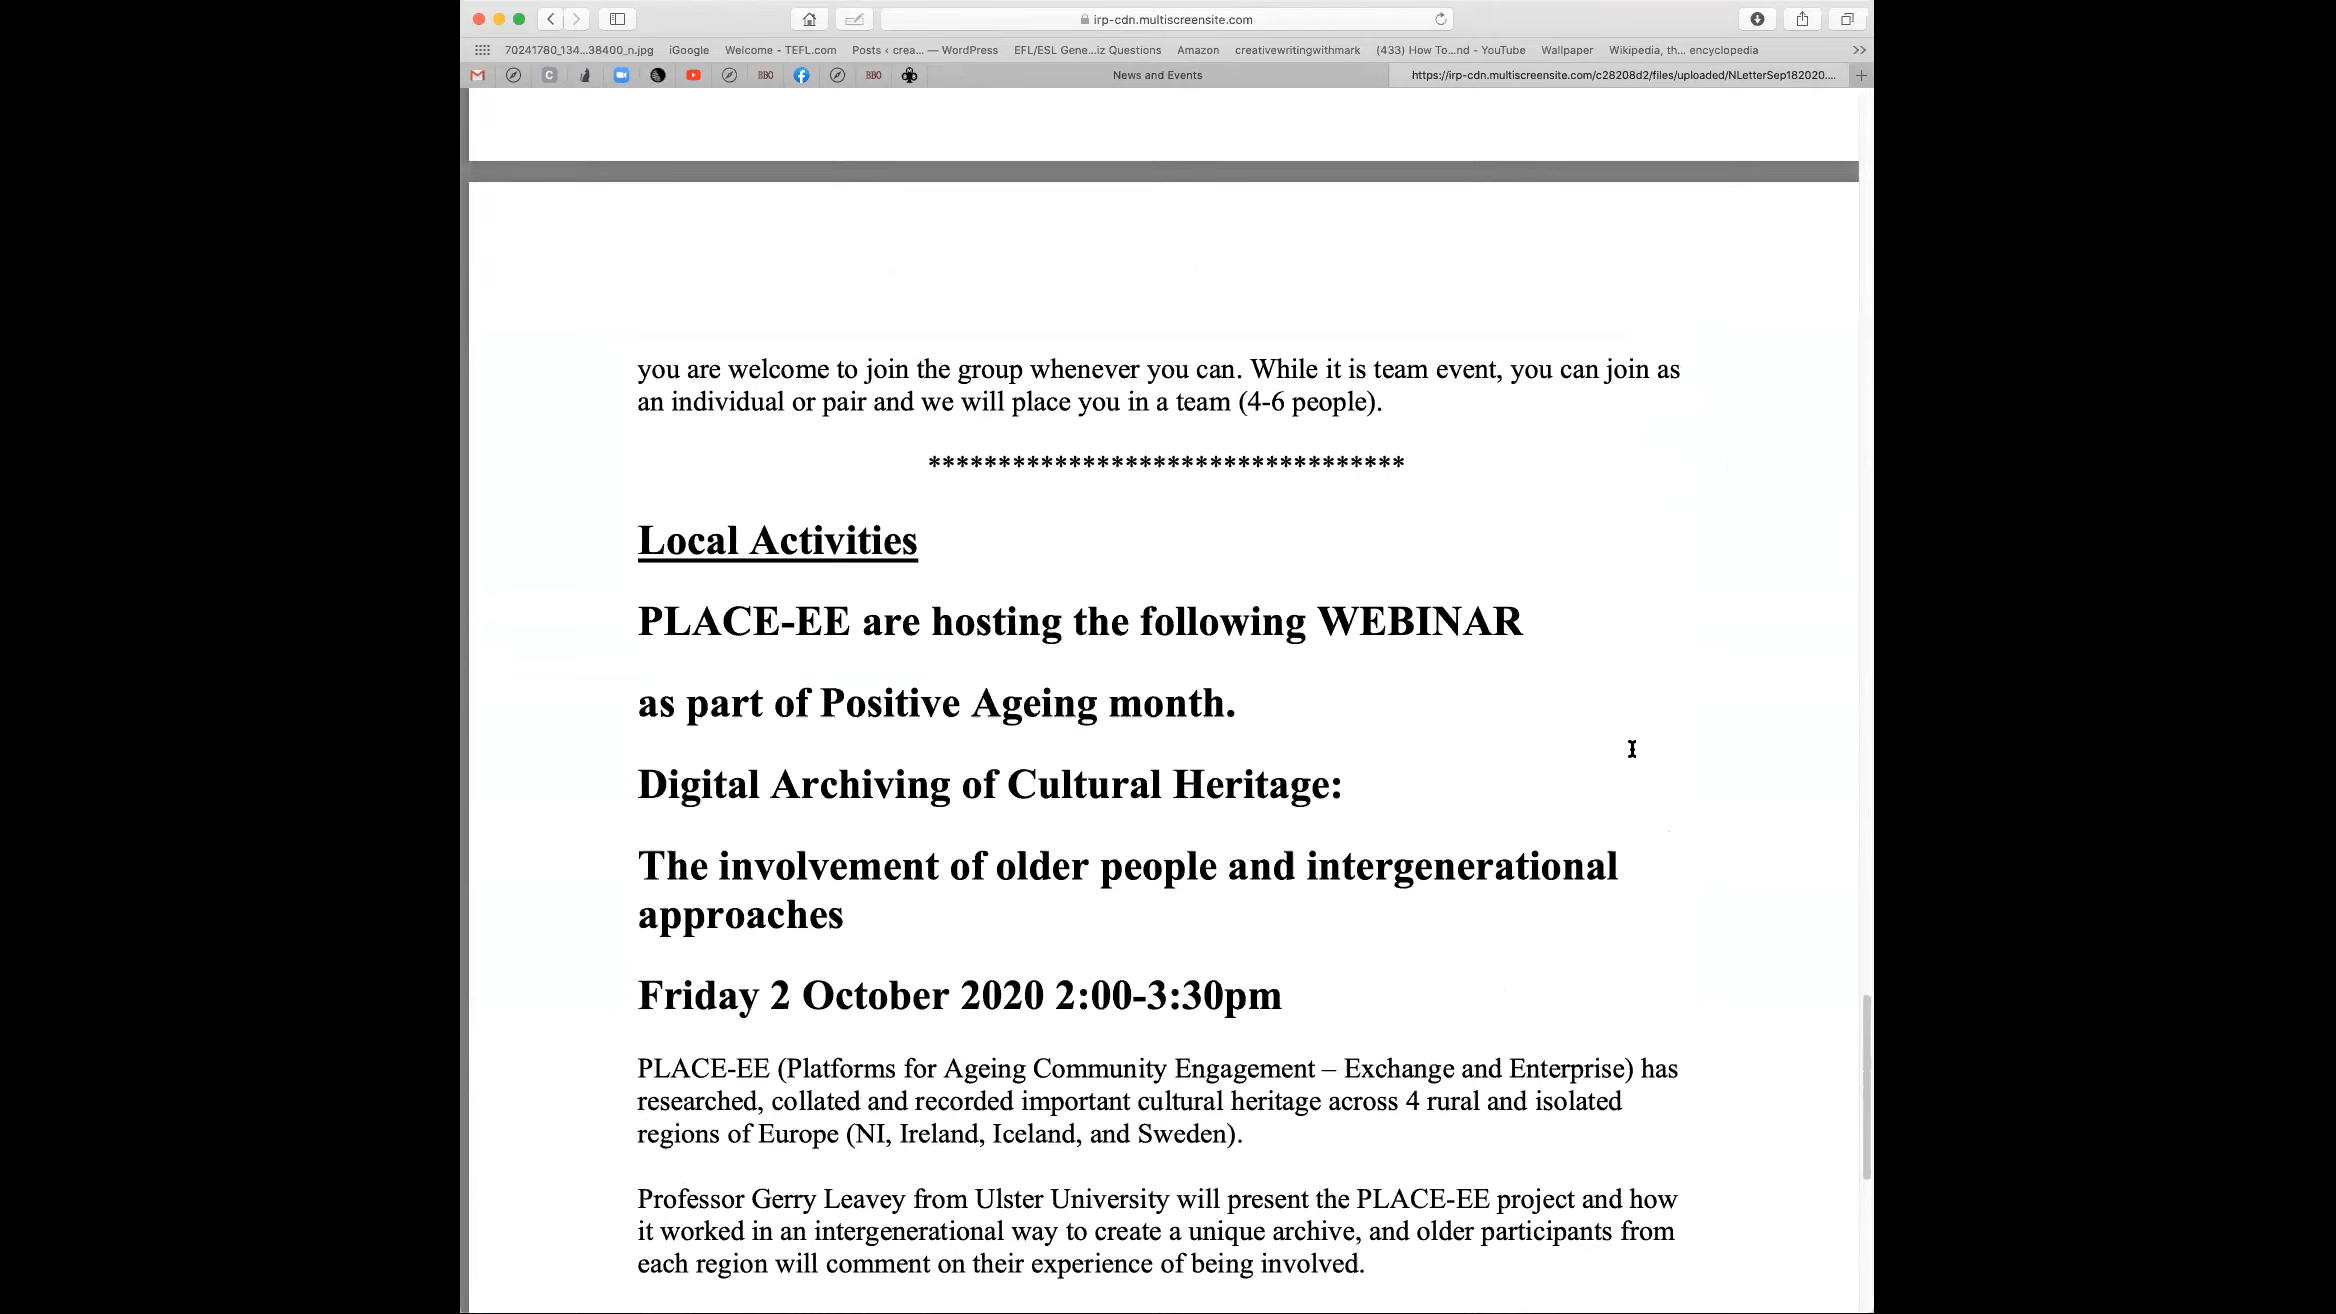 irp-cdn.multiscreensite.com
70241780_134...38400_n.jpg iGoogle Welcome - TEFL.com Posts ‹ crea... — WordPress EFL/ESL Gene...iz Questions Amazon creativewritingwithmark (433) How To...nd - YouTube Wallpaper Wikipedia, th... encyclopedia >>
C BBO BBO News and Events https://irp-cdn.multiscreensite.com/c28208d2/files/uploaded/NLetterSep182020....
you are welcome to join the group whenever you can. While it is team event, you can join as
an individual or pair and we will place you in a team (4-6 people).
**********************************
Local Activities
PLACE-EE are hosting the following WEBINAR
as part of Positive Ageing month.
Digital Archiving of Cultural Heritage:
The involvement of older people and intergenerational
approaches
Friday 2 October 2020 2:00-3:30pm
PLACE-EE (Platforms for Ageing Community Engagement – Exchange and Enterprise) has
researched, collated and recorded important cultural heritage across 4 rural and isolated
regions of Europe (NI, Ireland, Iceland, and Sweden).
Professor Gerry Leavey from Ulster University will present the PLACE-EE project and how
it worked in an intergenerational way to create a unique archive, and older participants from
each region will comment on their experience of being involved.